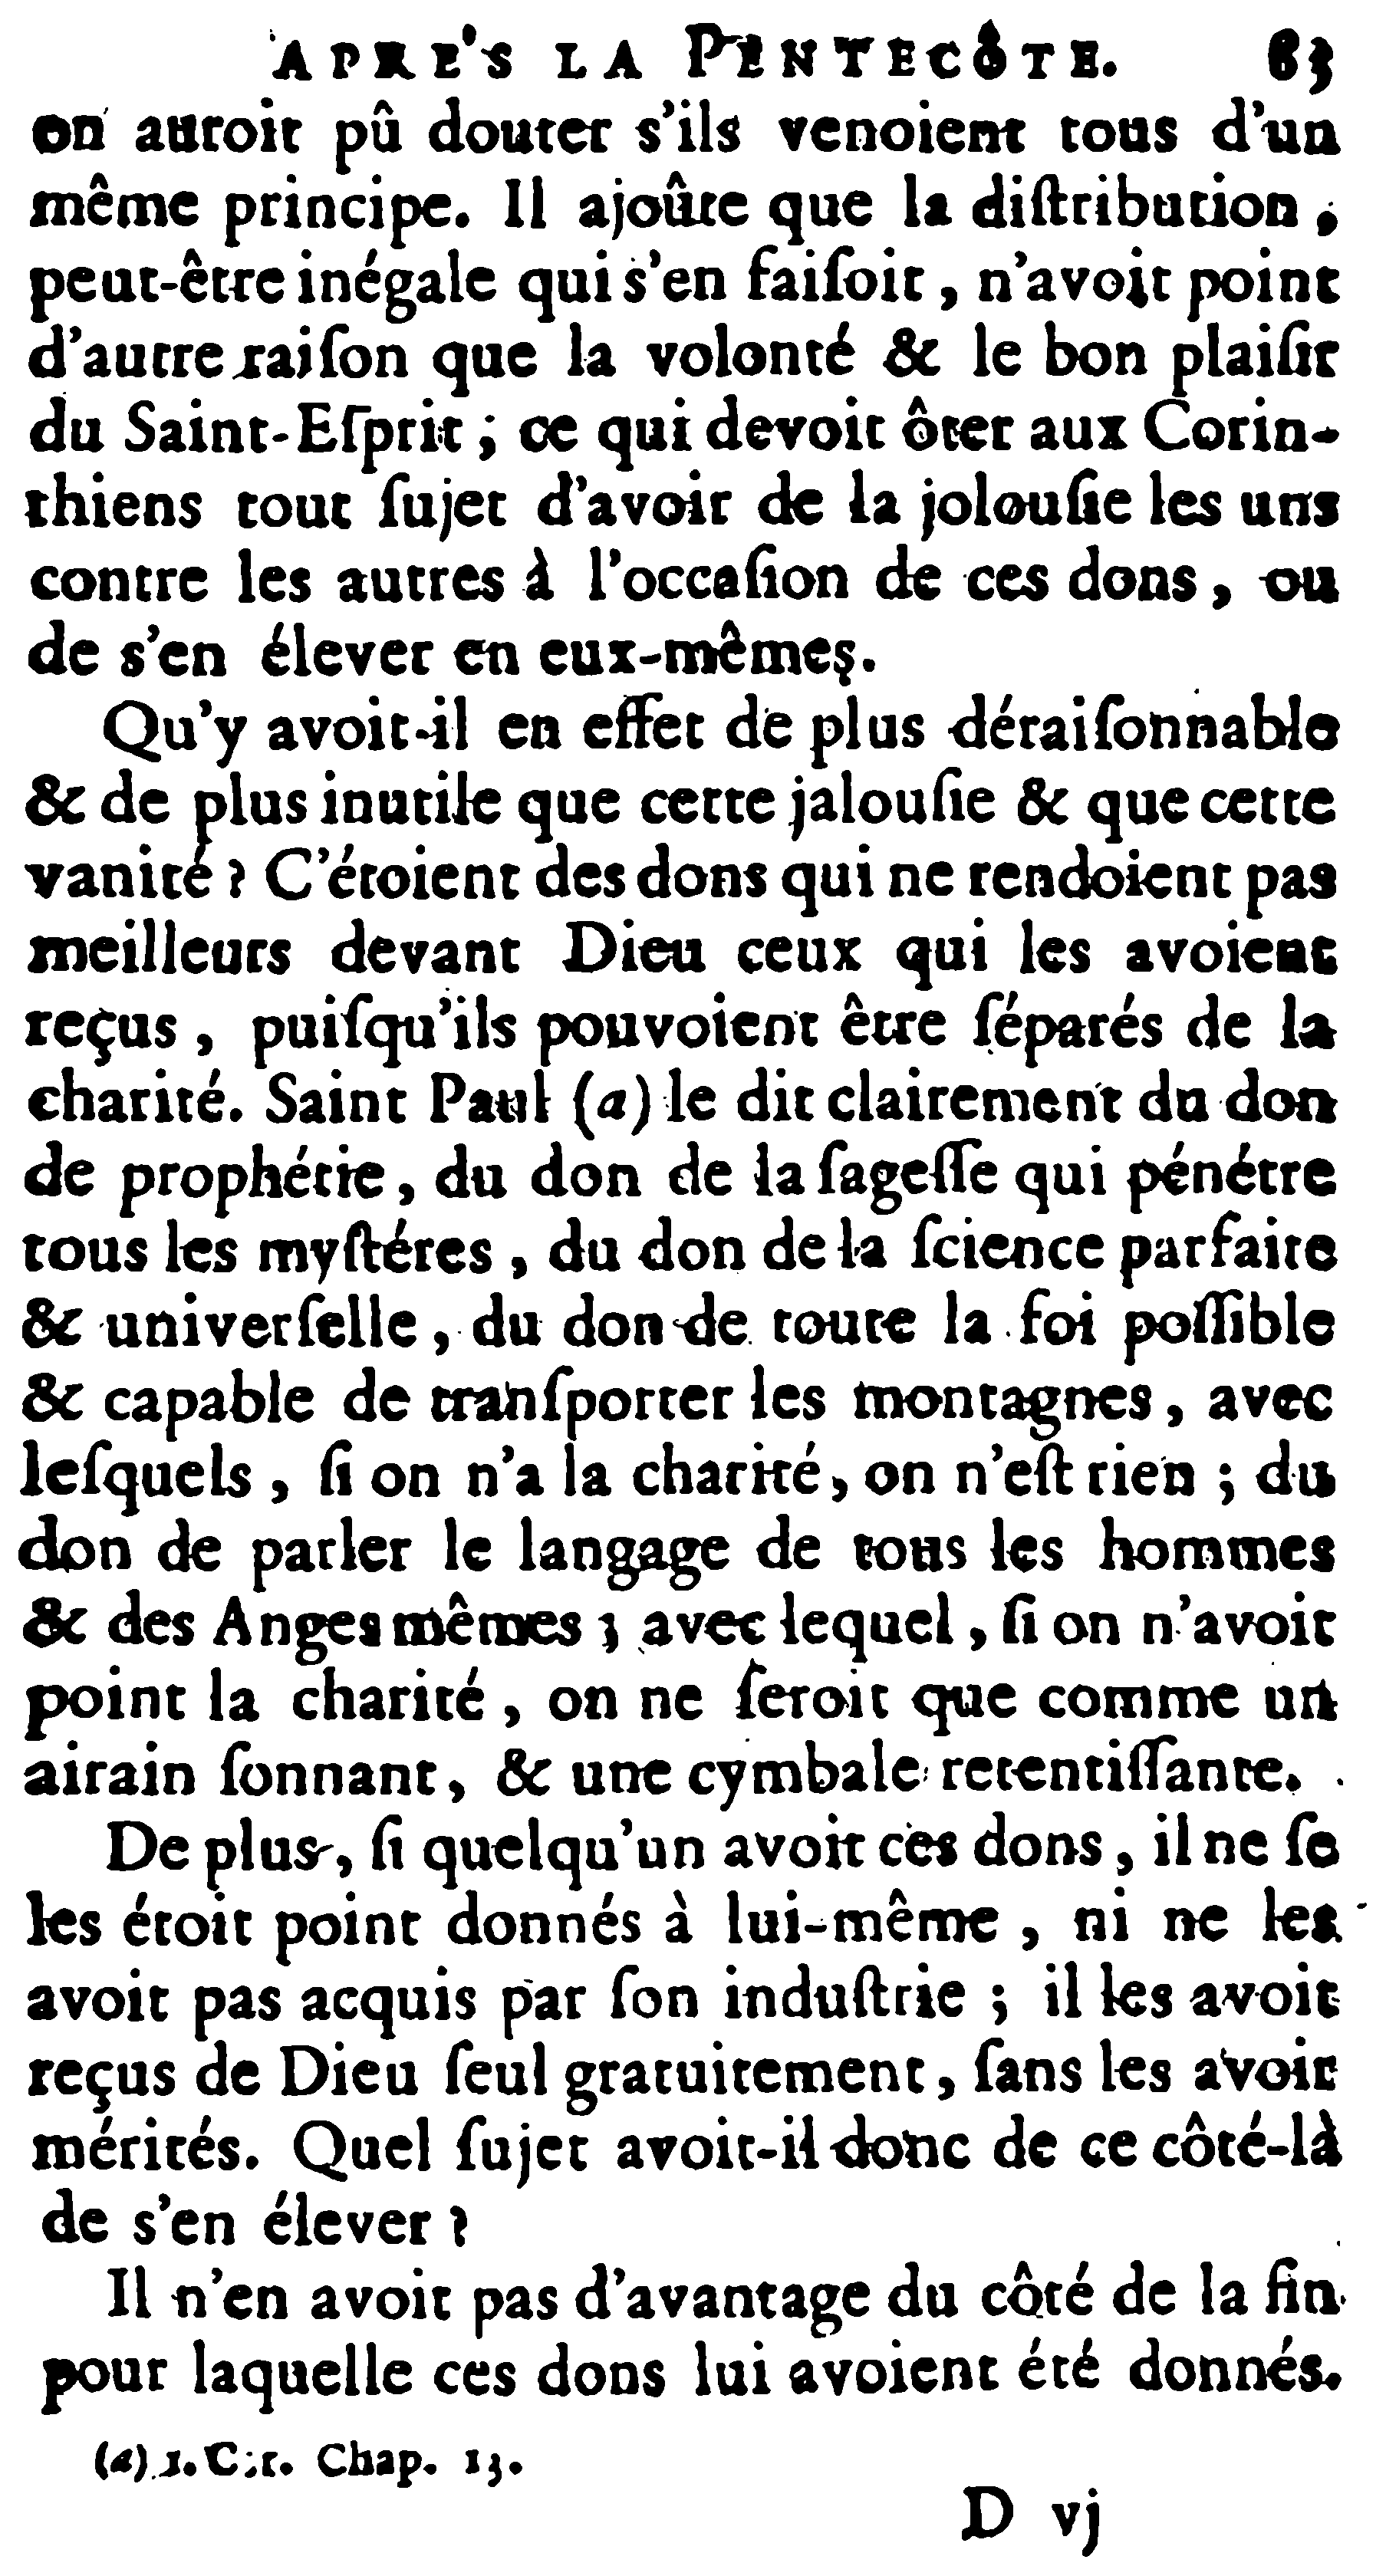 APRE'S LA PENTECÔTE. 63
on auroit pû douter s'ils venoient tous d'un
même principe. Il ajoûte que la diſtribution,
peut-être inégale qui s'en faiſoit, n'avoit point
d'autre raiſon que la volonté & le bon plaiſir
du Saint-Eſprit; ce qui devoit ôter aux Corin-
thiens tout ſujet d'avoir de la jolouſie les uns
contre les autres à l'occaſion de ces dons, ou
de s'en élever en eux-mêmes.
Qu'y avoit-il en effet de plus déraiſonnable
& de plus inutile que cette jalouſie & que cette
vanité? C'étoient des dons qui ne rendoient pas
meilleurs devant Dieu ceux qui les avoient
reçus, puiſqu'ils pouvoient être ſéparés de la
charité. Saint Paul (a) le dit clairement du don
de prophétie, du don de la ſageſſe qui pénétre
tous les myſtéres, du don de la ſcience parfaite
& univerſelle, du don de toute la foi poſſible
& capable de tranſporter les montagnes, avec
leſquels, ſi on n'a la charité, on n'eſt rien; du
don de parler le langage de tous les hommes
& des Anges mêmes; avec lequel, ſi on n'avoit
point la charité, on ne ſeroit que comme un
airain ſonnant, & une cymbale retentiſſante.
De plus, ſi quelqu'un avoit ces dons, il ne ſe
les étoit point donnés à lui-même, ni ne les
avoit pas acquis par ſon induſtrie; il les avoit
reçus de Dieu ſeul gratuitement, ſans les avoir
mérités. Quel ſujet avoit-il donc de ce côté-là
de s'en élever?
Il n'en avoit pas d'avantage du côté de la fin
pour laquelle ces dons lui avoient été donnés.
(a) 1. Cor. Chap. 13.
D vj